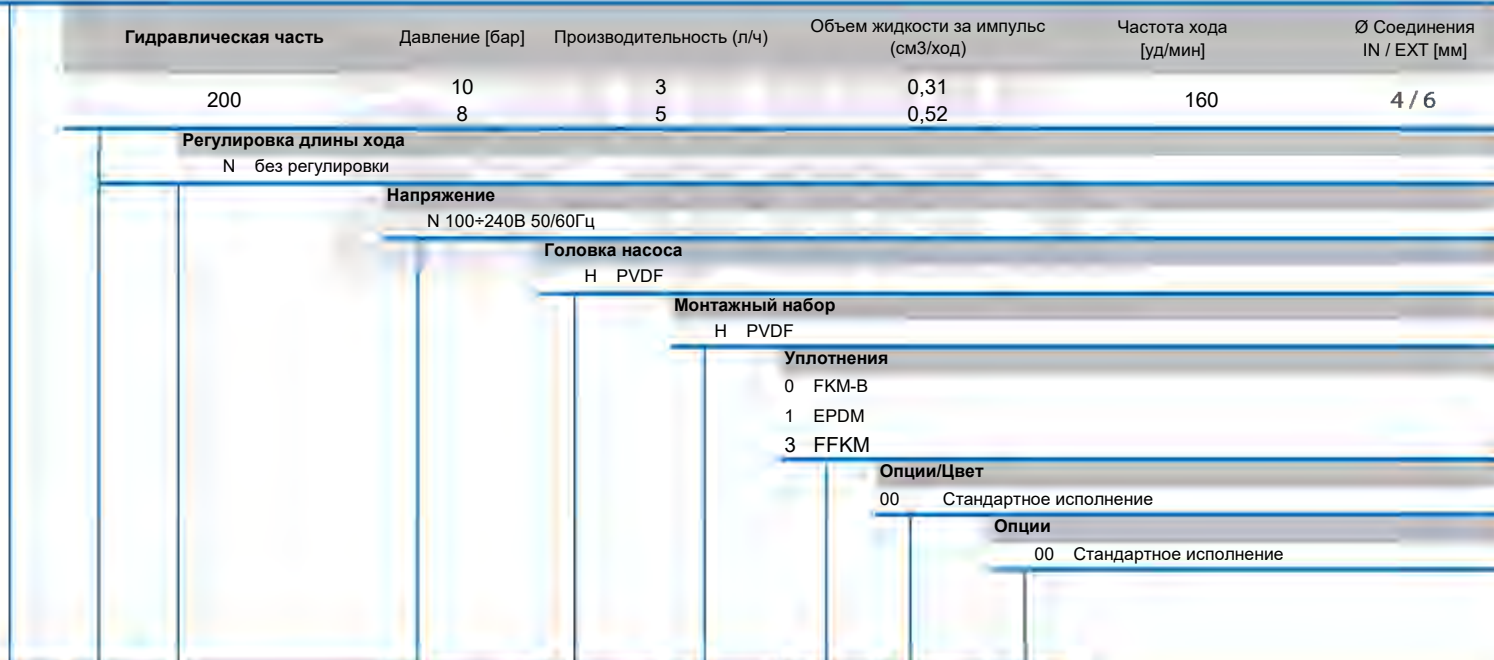 Гидравлическая часть Давление [бар] Производительность (л/ч) Объем жидкости за импульс (см3/ход) Частота хода [уд/мин] Ø Соединения IN / EXT [мм]
200 10 3 0,31 160 4 / 6
8 5 0,52
Регулировка длины хода
N без регулировки
Напряжение
N 100÷240В 50/60Гц
Головка насоса
H PVDF
Монтажный набор
H PVDF
Уплотнения
0 FKM-B
1 EPDM
3 FFKM
Опции/Цвет
00 Стандартное исполнение
Опции
00 Стандартное исполнение